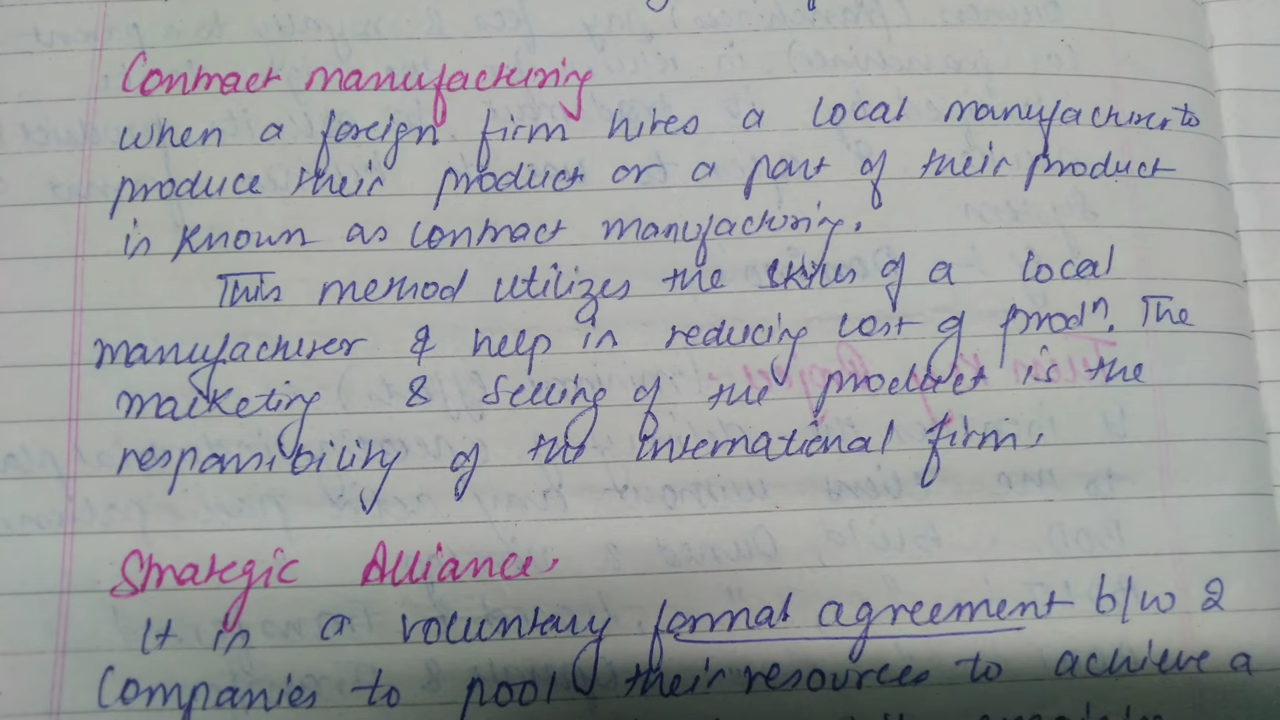 Contract manufacturing
when a foreign firm hires a local manufacturer to
produce their product or a part of their product
is known as contract manufacturing.
This method utilizes the skills of a local
manufacturer & help in reducing cost of prodⁿ. The
marketing & selling of the product is the
responsibility of the International firm.
Strategic Alliance.
It is a voluntary formal agreement b/w 2
Companies to pool their resources to achieve a